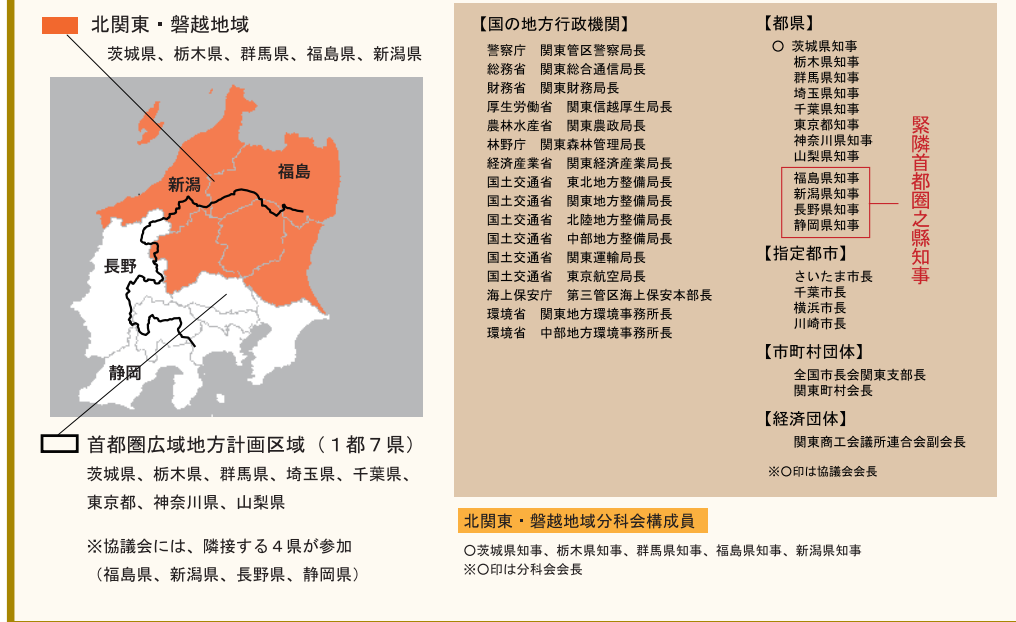 北関東・磐越地域
茨城県、栃木県、群馬県、福島県、新潟県
福島
新潟
長野
静岡
首都圏広域地方計画区域（１都７県）
茨城県、栃木県、群馬県、埼玉県、千葉県、
東京都、神奈川県、山梨県
※協議会には、隣接する４県が参加
（福島県、新潟県、長野県、静岡県）
【国の地方行政機関】
警察庁　関東管区警察局長
総務省　関東総合通信局長
財務省　関東財務局長
厚生労働省　関東信越厚生局長
農林水産省　関東農政局長
林野庁　関東森林管理局長
経済産業省　関東経済産業局長
国土交通省　東北地方整備局長
国土交通省　関東地方整備局長
国土交通省　北陸地方整備局長
国土交通省　中部地方整備局長
国土交通省　関東運輸局長
国土交通省　東京航空局長
海上保安庁　第三管区海上保安本部長
環境省　関東地方環境事務所長
環境省　中部地方環境事務所長
【都県】
〇 茨城県知事
栃木県知事
群馬県知事
埼玉県知事
千葉県知事
東京都知事
神奈川県知事
山梨県知事
福島県知事
新潟県知事
長野県知事
静岡県知事
緊隣首都圈之縣知事
【指定都市】
さいたま市長
千葉市長
横浜市長
川崎市長
【市町村団体】
全国市長会関東支部長
関東町村会長
【経済団体】
関東商工会議所連合会副会長
※〇印は協議会会長
北関東・磐越地域分科会構成員
〇茨城県知事、栃木県知事、群馬県知事、福島県知事、新潟県知事
※〇印は分科会会長